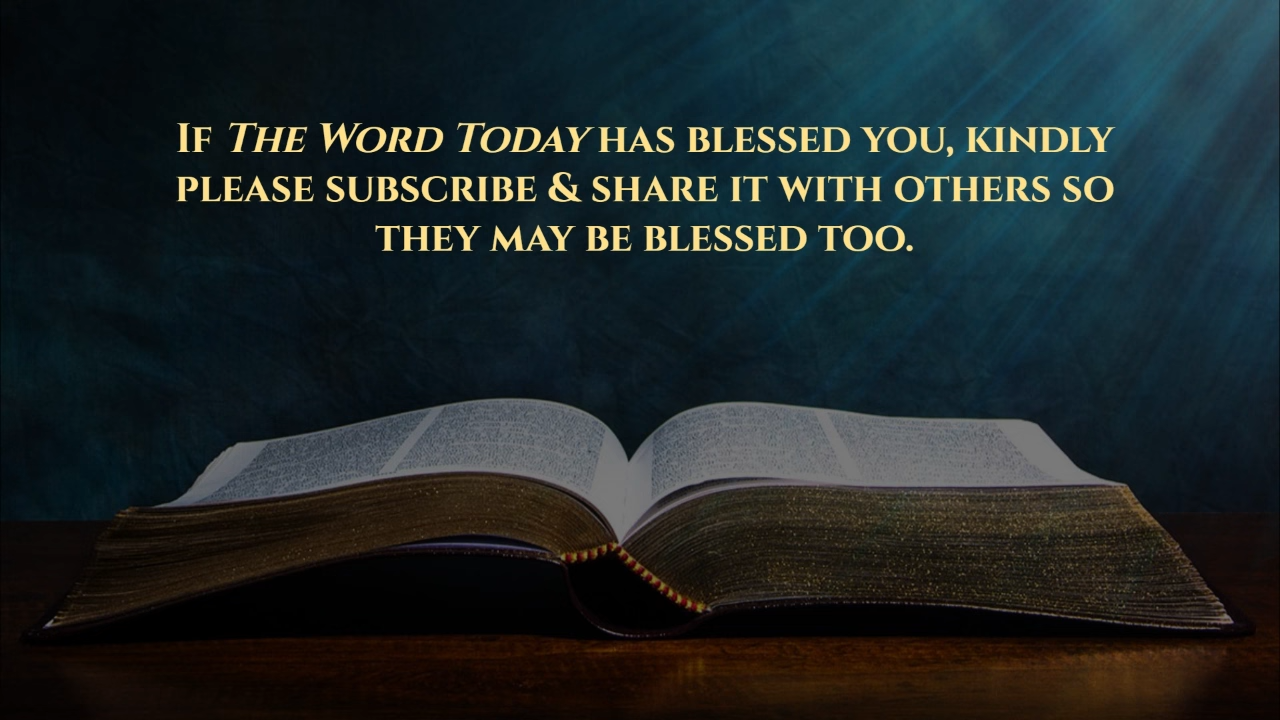 If The Word Today has blessed you, kindly
please subscribe & share it with others so
they may be blessed too.